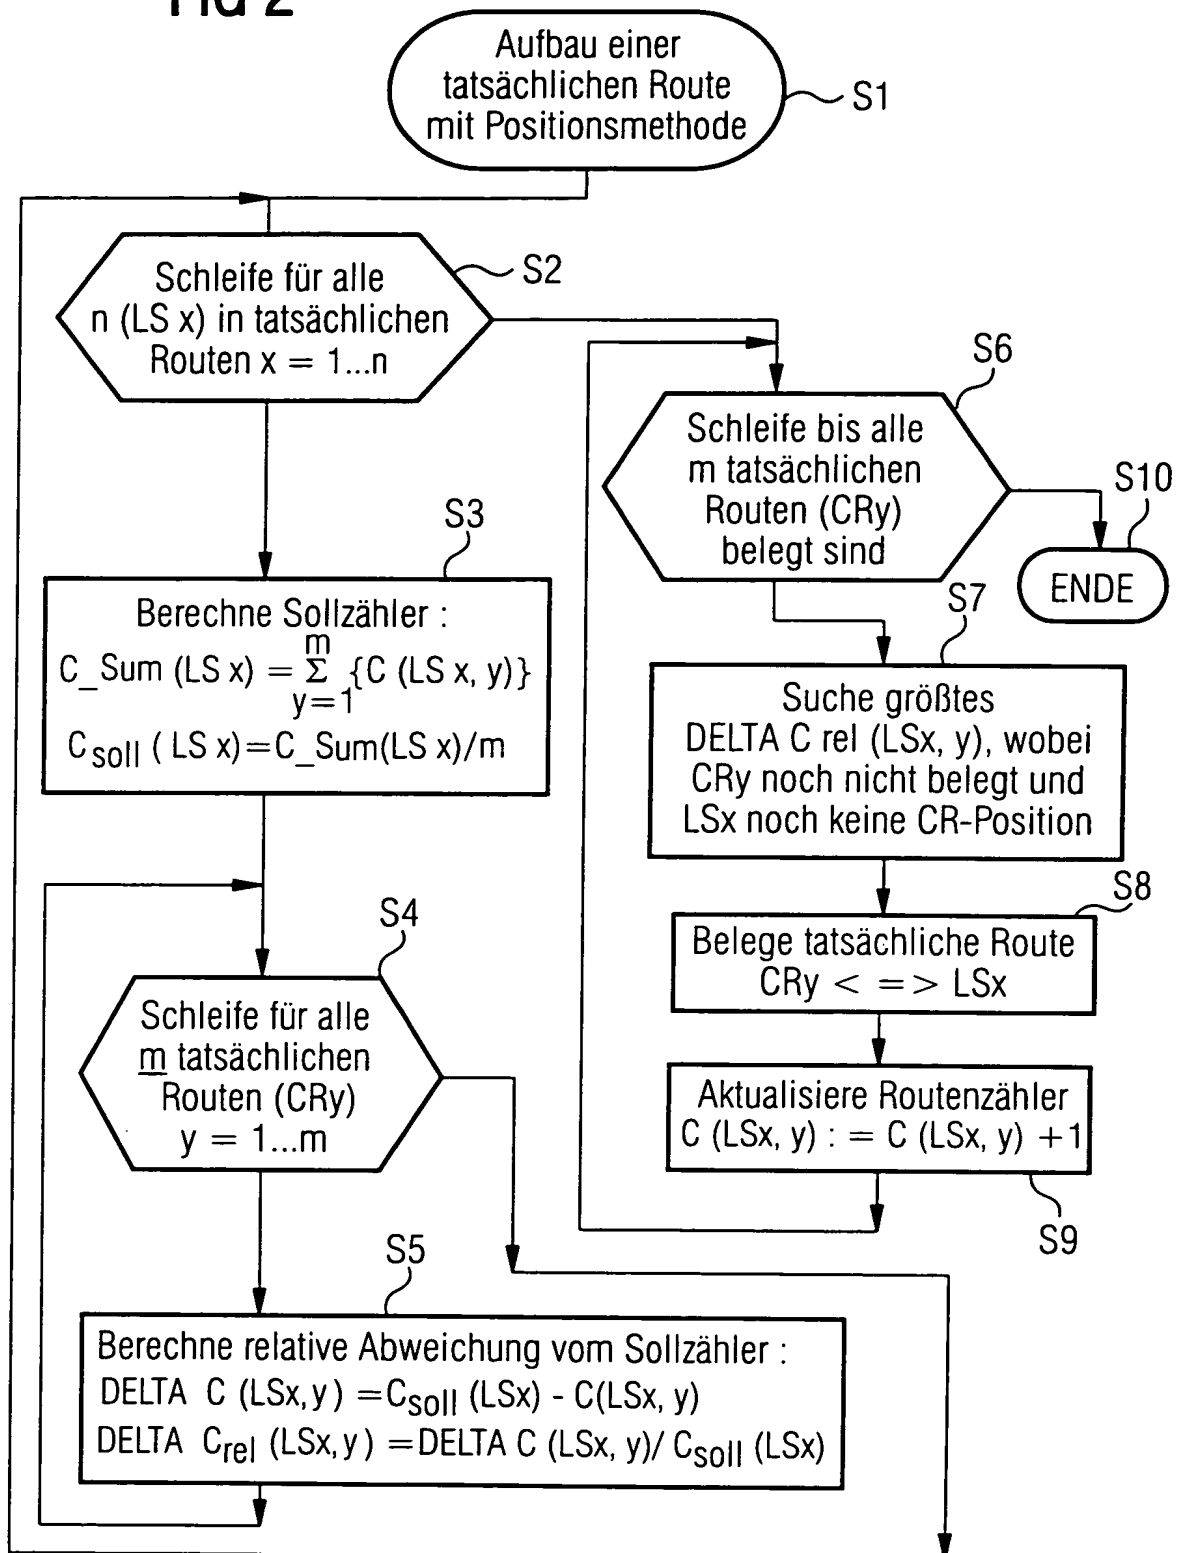 FIG 2
Aufbau einer
tatsächlichen Route
mit Positionsmethode
S1
Schleife für alle
n (LS x) in tatsächlichen
Routen x = 1...n
S2
S3
Berechne Sollzähler :
C_Sum (LS x) = Σ {C (LS x, y)}
m
y=1
Csoll ( LS x)=C_Sum(LS x)/m
S4
Schleife für alle
m tatsächlichen
Routen (CRy)
y = 1...m
S5
Berechne relative Abweichung vom Sollzähler :
DELTA C (LSx,y) =Csoll (LSx) - C(LSx, y)
DELTA Crel (LSx,y) =DELTA C (LSx, y)/ Csoll (LSx)
S6
Schleife bis alle
m tatsächlichen
Routen (CRy)
belegt sind
S10
ENDE
S7
Suche größtes
DELTA C rel (LSx, y), wobei
CRy noch nicht belegt und
LSx noch keine CR-Position
S8
Belege tatsächliche Route
CRy < = > LSx
Aktualisiere Routenzähler
C (LSx, y) : = C (LSx, y) +1
S9